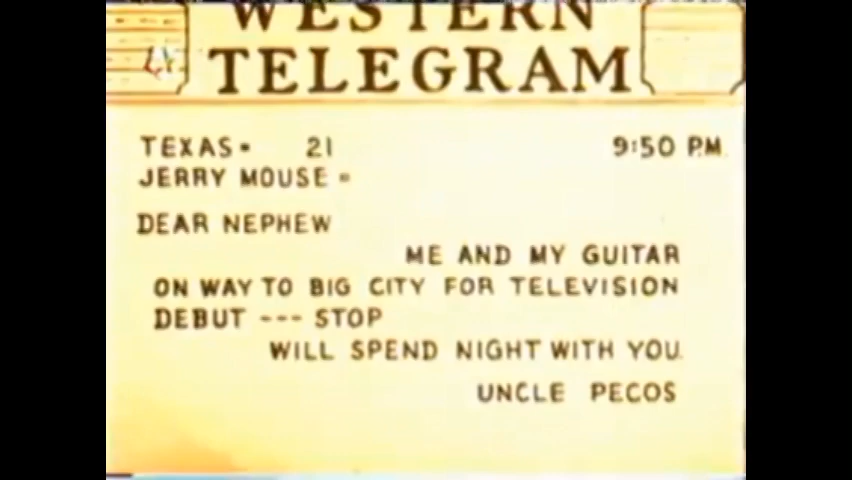 WESTERN
TELEGRAM
TEXAS- 21 9:50 P.M.
JERRY MOUSE -
DEAR NEPHEW
ME AND MY GUITAR
ON WAY TO BIG CITY FOR TELEVISION
DEBUT --- STOP
WILL SPEND NIGHT WITH YOU.
UNCLE PECOS